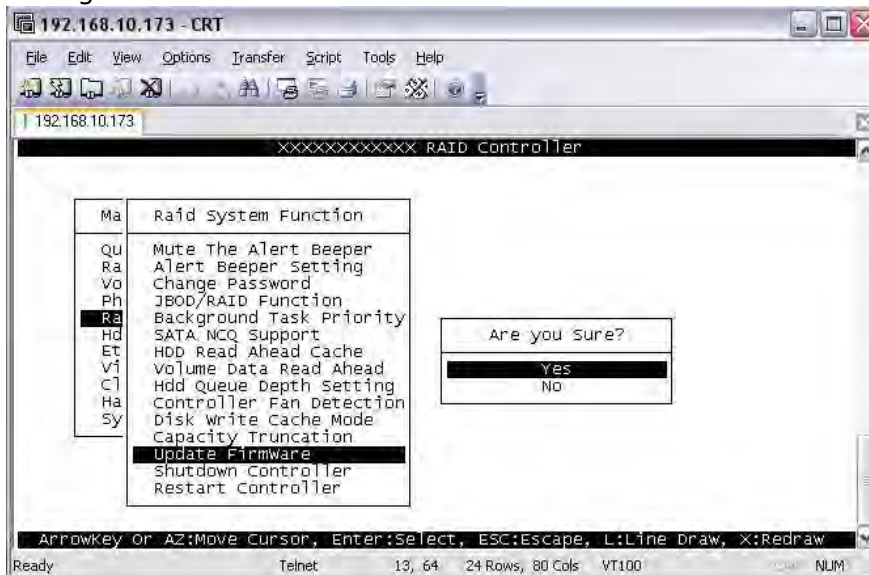 192.168.10.173 - CRT
File Edit View Options Transfer Script Tools Help
192.168.10.173
XXXXXXXXXXXX RAID Controller
Ma
Raid System Function
Qu
Mute The Alert Beeper
Ra
Alert Beeper Setting
Vo
Change Password
Ph
JBOD/RAID Function
Ra
Background Task Priority
Hd
SATA NCQ Support
Et
HDD Read Ahead Cache
Vi
Volume Data Read Ahead
Cl
Hdd Queue Depth Setting
Ha
Controller Fan Detection
Sy
Disk Write Cache Mode
Capacity Truncation
Update FirmWare
Shutdown Controller
Restart Controller
Are you Sure?
Yes
No
ArrowKey Or AZ:Move Cursor, Enter:Select, ESC:Escape, L:Line Draw, X:Redraw
Ready Telnet 13, 64 24 Rows, 80 Cols VT100 NUM